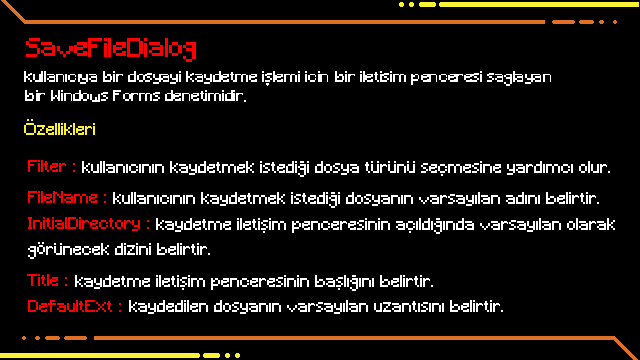 SaveFileDialog
kullanıcıya bir dosyayi kaydetme işlemi icin bir iletisim penceresi saglayan
bir Windows Forms denetimidir.
Özellikleri
Filter : kullanıcının kaydetmek istediği dosya türünü seçmesine yardımcı olur.
FileName : kullanıcının kaydetmek istediği dosyanın varsayılan adını belirtir.
InitialDirectory : kaydetme iletişim penceresinin açıldığında varsayılan olarak
görünecek dizini belirtir.
Title : kaydetme iletişim penceresinin başlığını belirtir.
DefaultExt : kaydedilen dosyanın varsayılan uzantısını belirtir.